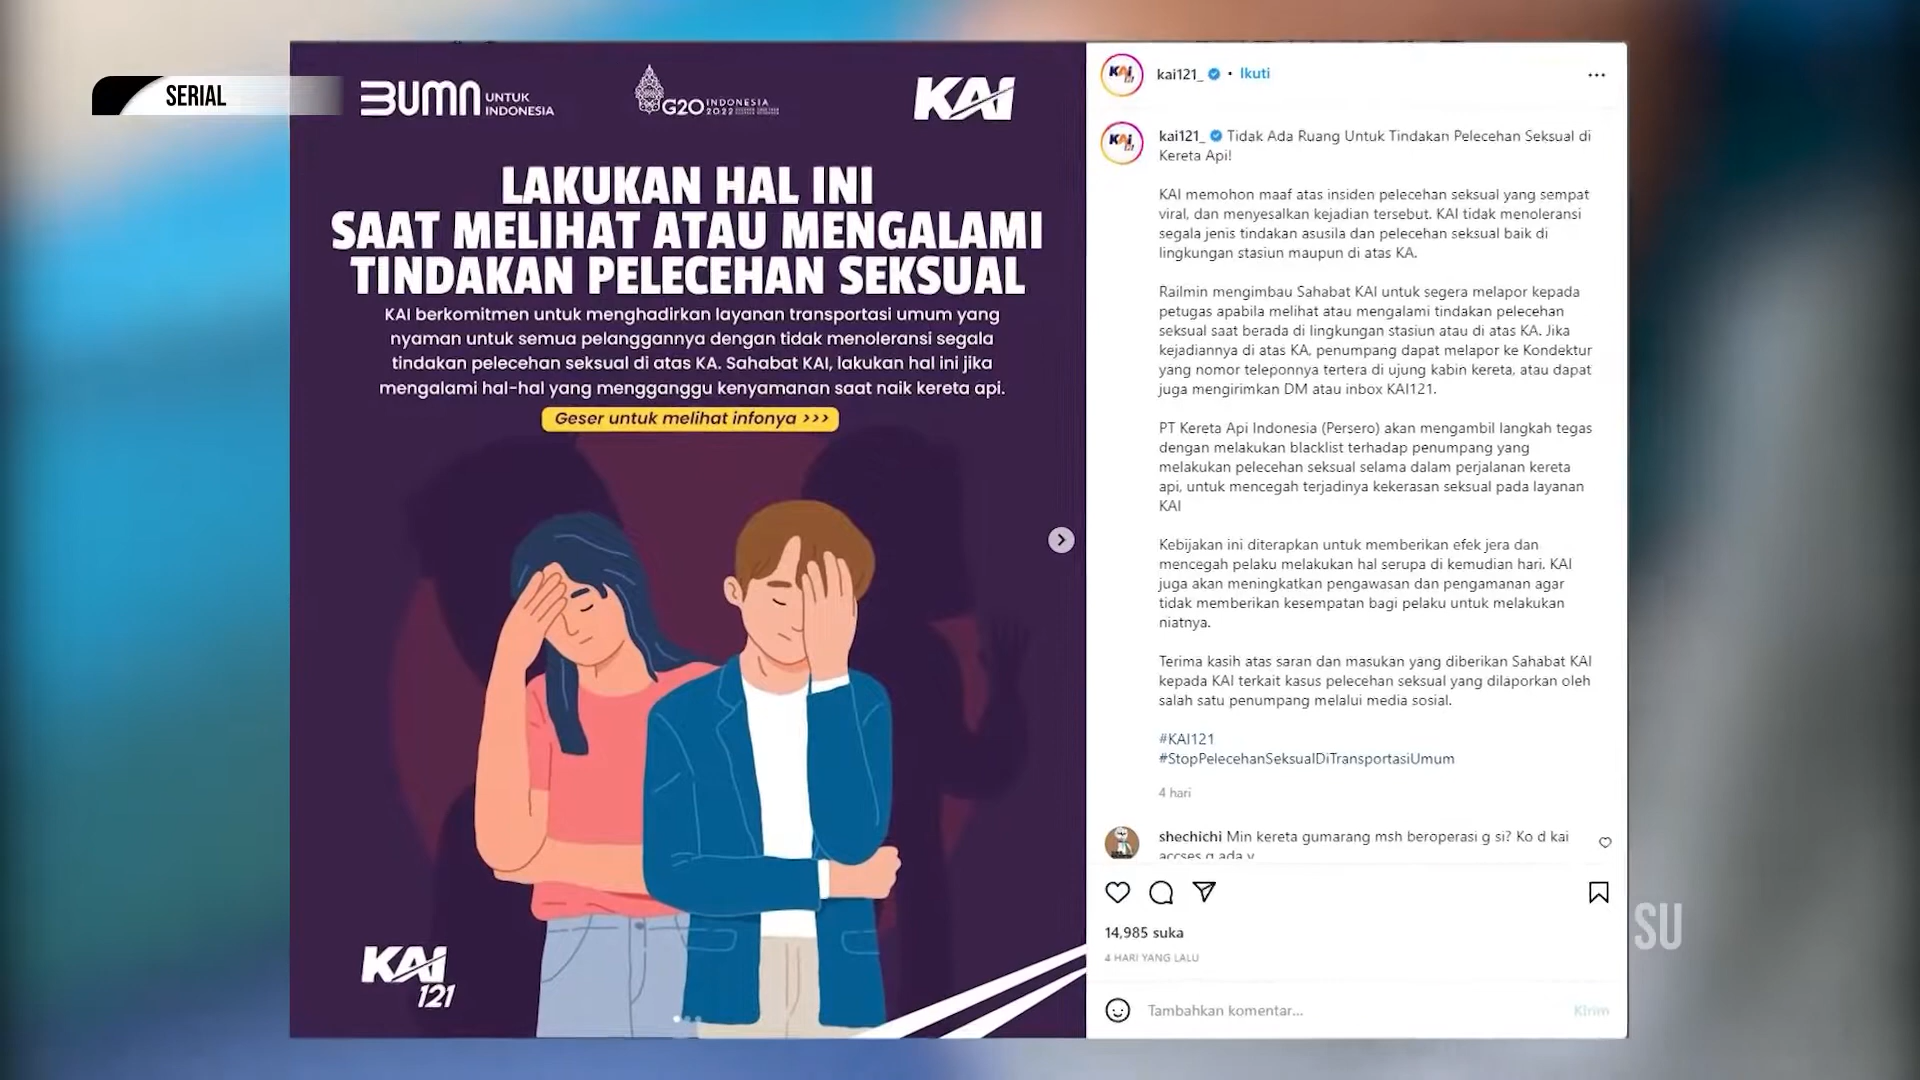 SERIAL
BUMN UNTUK INDONESIA
G20 INDONESIA 2022
KAI
LAKUKAN HAL INI
SAAT MELIHAT ATAU MENGALAMI
TINDAKAN PELECEHAN SEKSUAL
KAI berkomitmen untuk menghadirkan layanan transportasi umum yang
nyaman untuk semua pelanggannya dengan tidak menoleransi segala
tindakan pelecehan seksual di atas KA. Sahabat KAI, lakukan hal ini jika
mengalami hal-hal yang mengganggu kenyamanan saat naik kereta api.
Geser untuk melihat infonya >>>
KAI
121
kai121_ • Ikuti
kai121_ Tidak Ada Ruang Untuk Tindakan Pelecehan Seksual di
Kereta Api!
KAI memohon maaf atas insiden pelecehan seksual yang sempat
viral, dan menyesalkan kejadian tersebut. KAI tidak menoleransi
segala jenis tindakan asusila dan pelecehan seksual baik di
lingkungan stasiun maupun di atas KA.
Railmin mengimbau Sahabat KAI untuk segera melapor kepada
petugas apabila melihat atau mengalami tindakan pelecehan
seksual saat berada di lingkungan stasiun atau di atas KA. Jika
kejadiannya di atas KA, penumpang dapat melapor ke Kondektur
yang nomor teleponnya tertera di ujung kabin kereta, atau dapat
juga mengirimkan DM atau inbox KAI121.
PT Kereta Api Indonesia (Persero) akan mengambil langkah tegas
dengan melakukan blacklist terhadap penumpang yang
melakukan pelecehan seksual selama dalam perjalanan kereta
api, untuk mencegah terjadinya kekerasan seksual pada layanan
KAI
Kebijakan ini diterapkan untuk memberikan efek jera dan
mencegah pelaku melakukan hal serupa di kemudian hari. KAI
juga akan meningkatkan pengawasan dan pengamanan agar
tidak memberikan kesempatan bagi pelaku untuk melakukan
niatnya.
Terima kasih atas saran dan masukan yang diberikan Sahabat KAI
kepada KAI terkait kasus pelecehan seksual yang dilaporkan oleh
salah satu penumpang melalui media sosial.
#KAI121
#StopPelecehanSeksualDiTransportasiUmum
4 hari
shechichi Min kereta gumarang msh beroperasi g si? Ko d kai
accses g ada y
14,985 suka
4 HARI YANG LALU
Tambahkan komentar...
Kirim
SU